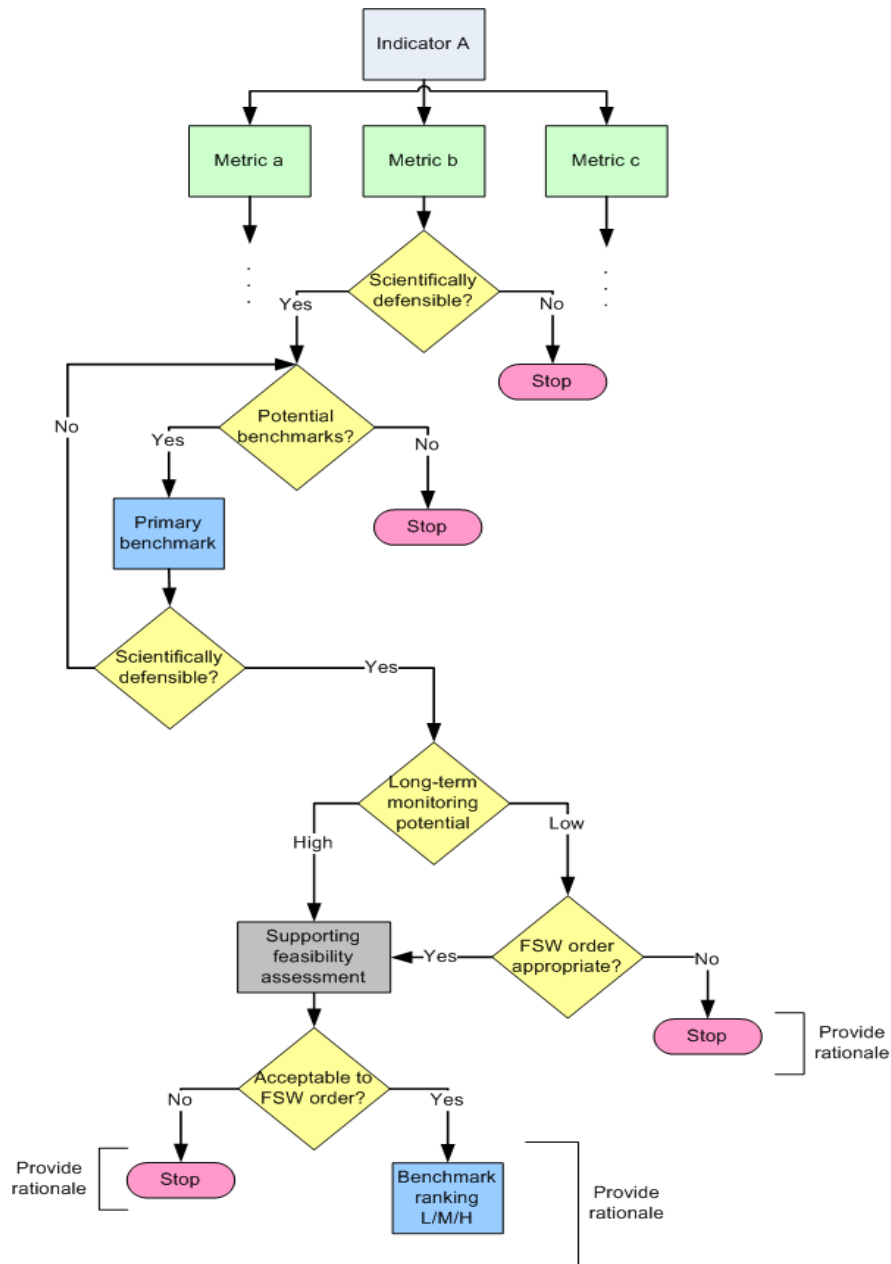 Indicator A
Metric a
Metric b
Metric c
Scientifically
defensible?
Yes
No
Stop
Potential
benchmarks?
No
Yes
No
Stop
Primary
benchmark
Scientifically
defensible?
Yes
Long-term
monitoring
potential
High
Low
Supporting
feasibility
assessment
Yes
FSW order
appropriate?
No
Stop
Provide
rationale
Acceptable to
FSW order?
No
Yes
Provide
rationale
Stop
Benchmark
ranking
L/M/H
Provide
rationale